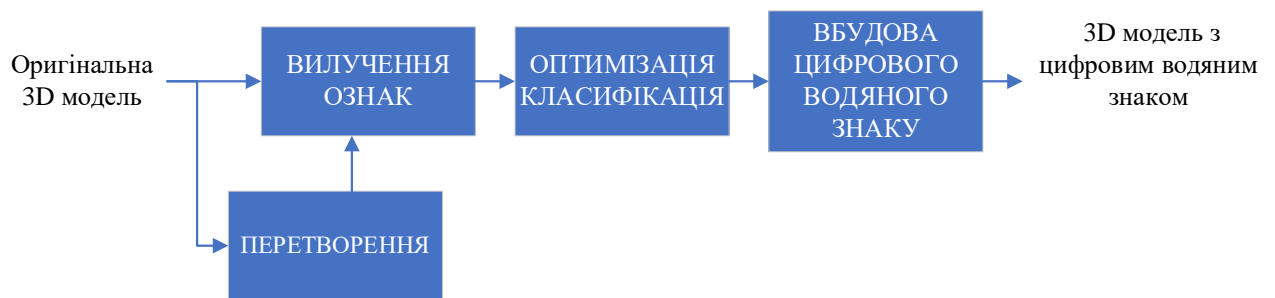 Оригінальна
3D модель
ВИЛУЧЕННЯ
ОЗНАК
ОПТИМІЗАЦІЯ
КЛАСИФІКАЦІЯ
ВБУДОВА
ЦИФРОВОГО
ВОДЯНОГО
ЗНАКУ
3D модель з
цифровим водяним
знаком
ПЕРЕТВОРЕННЯ